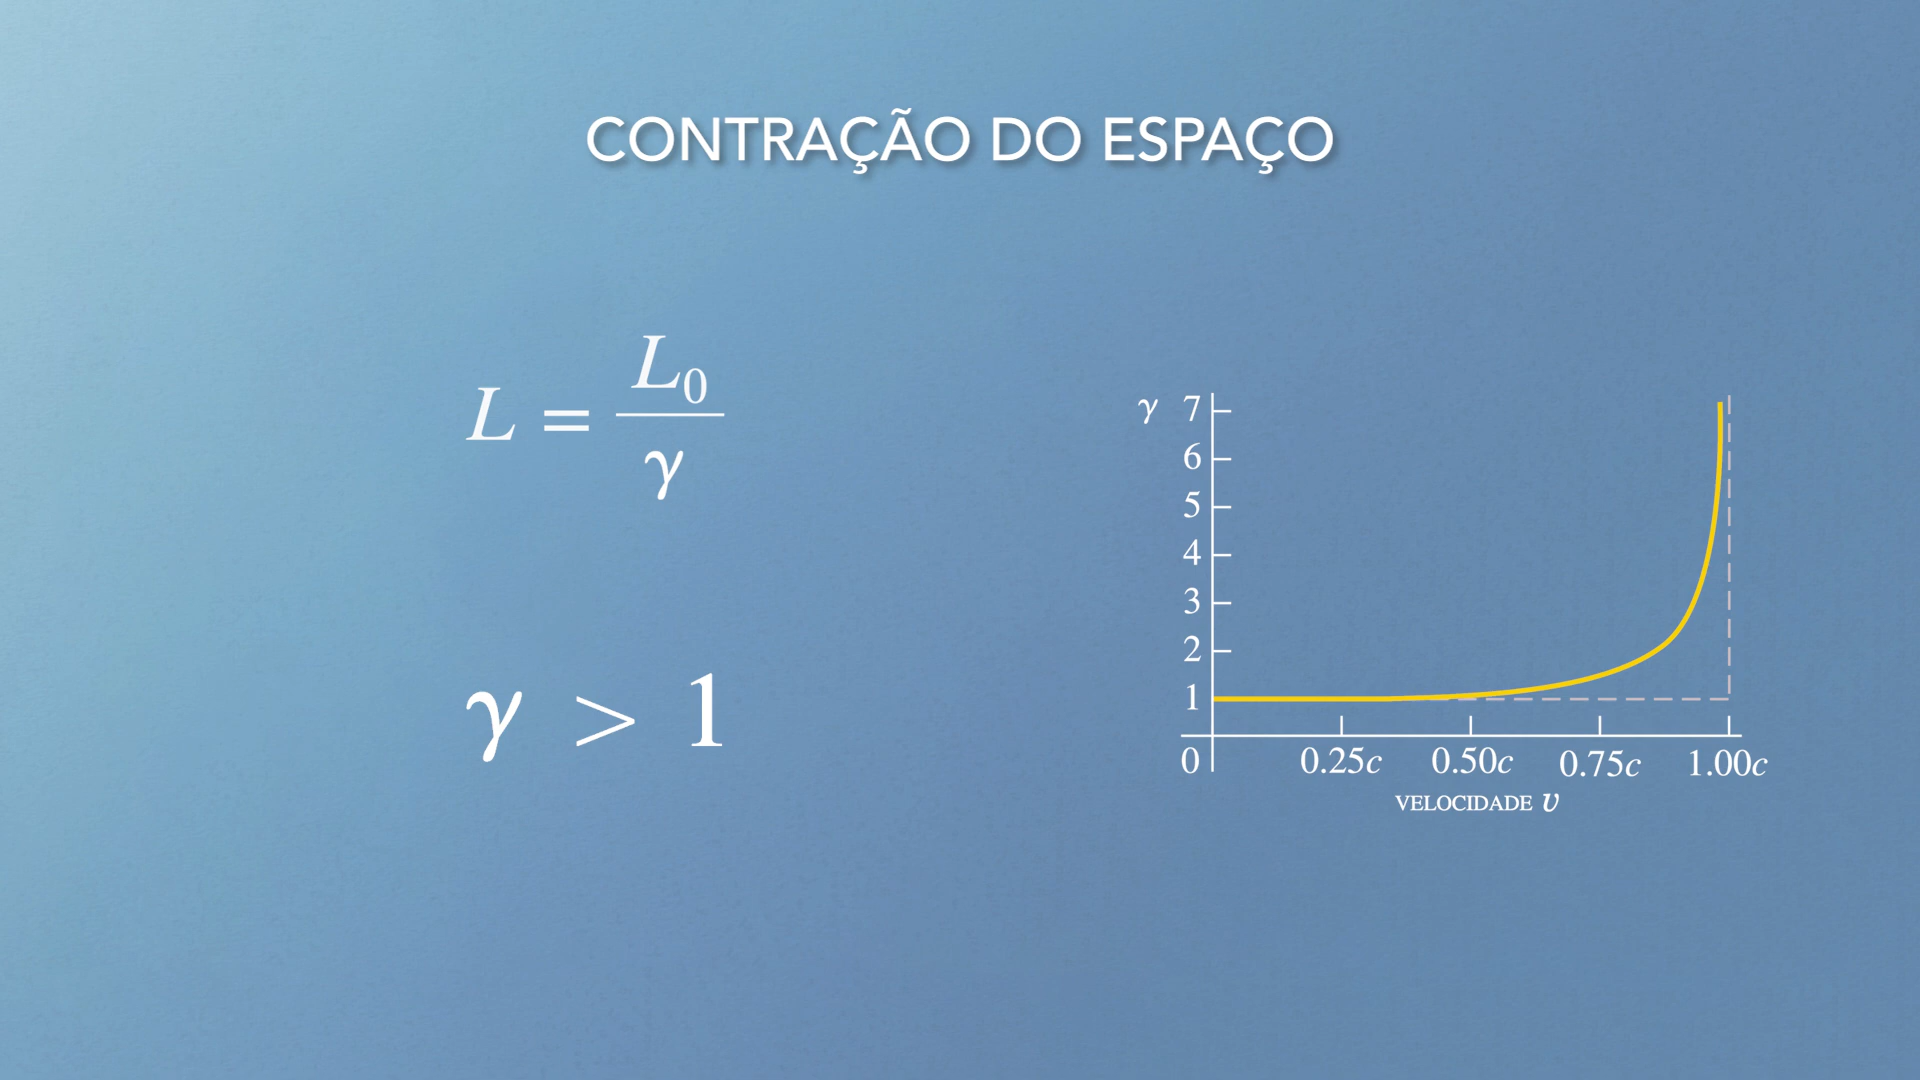 CONTRAÇÃO DO ESPAÇO
L = L₀ / γ
γ > 1
γ 7
6
5
4
3
2
1
0 0.25c 0.50c 0.75c 1.00c
VELOCIDADE v